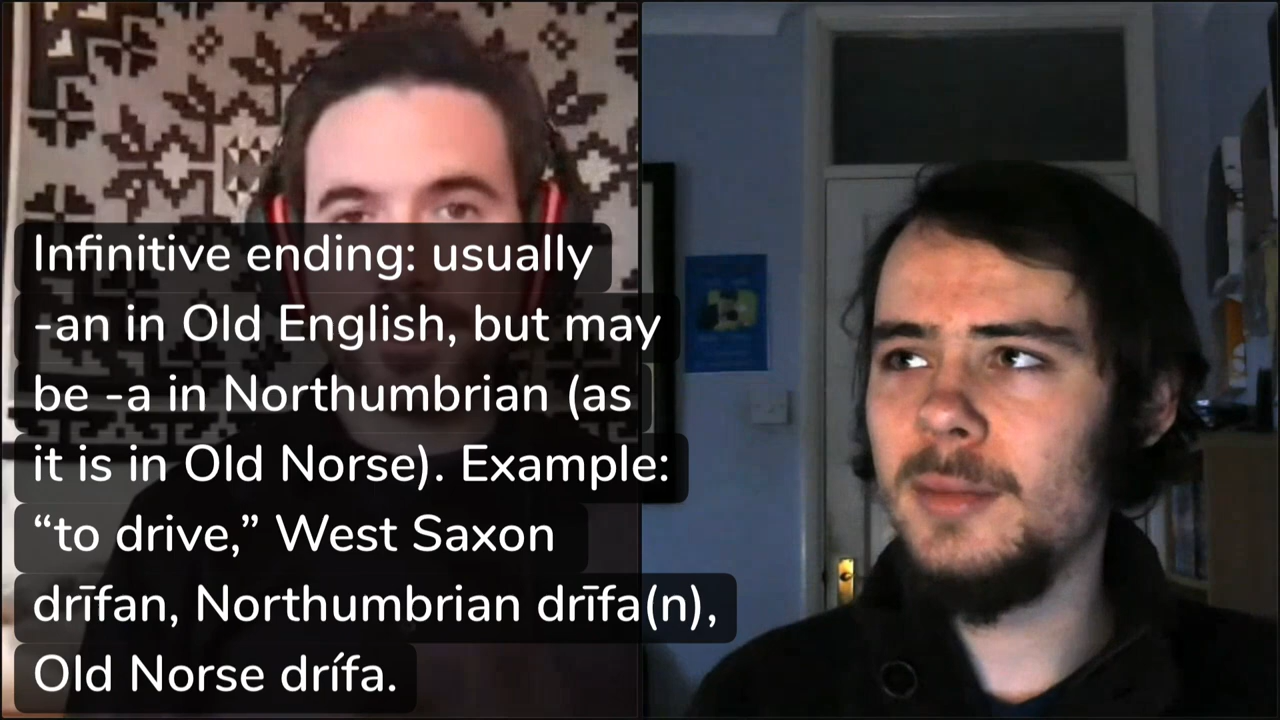 Infinitive ending: usually
-an in Old English, but may
be -a in Northumbrian (as
it is in Old Norse). Example:
“to drive,” West Saxon
drīfan, Northumbrian drīfa(n),
Old Norse drífa.